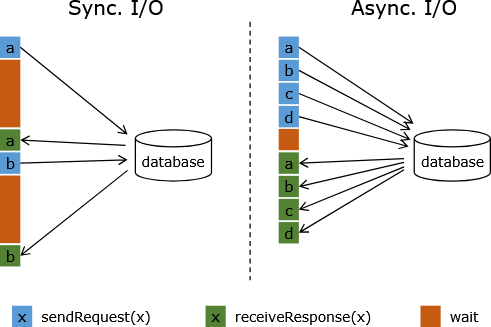 Sync. I/O
a
a
b
b
database
Async. I/O
a
b
c
d
a
b
c
d
database
x sendRequest(x)
x receiveResponse(x)
wait